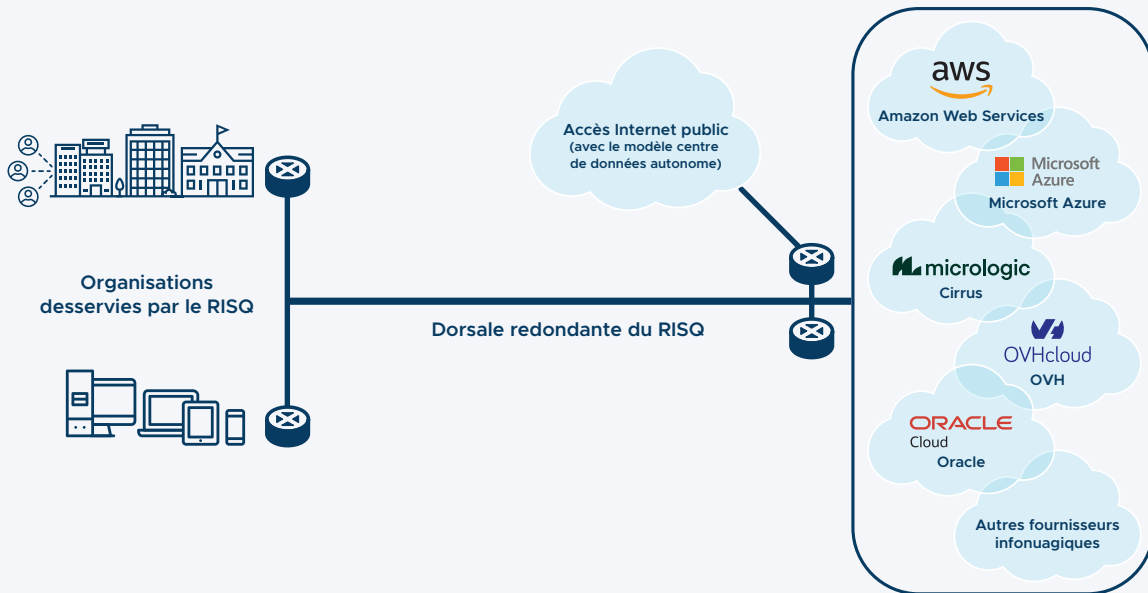 Organisations
desservies par le RISQ
Dorsale redondante du RISQ
Accès Internet public
(avec le modèle centre
de données autonome)
aws
Amazon Web Services
Microsoft
Azure
Microsoft Azure
micrologic
Cirrus
OVHcloud
OVH
ORACLE
Cloud
Oracle
Autres fournisseurs
infonuagiques